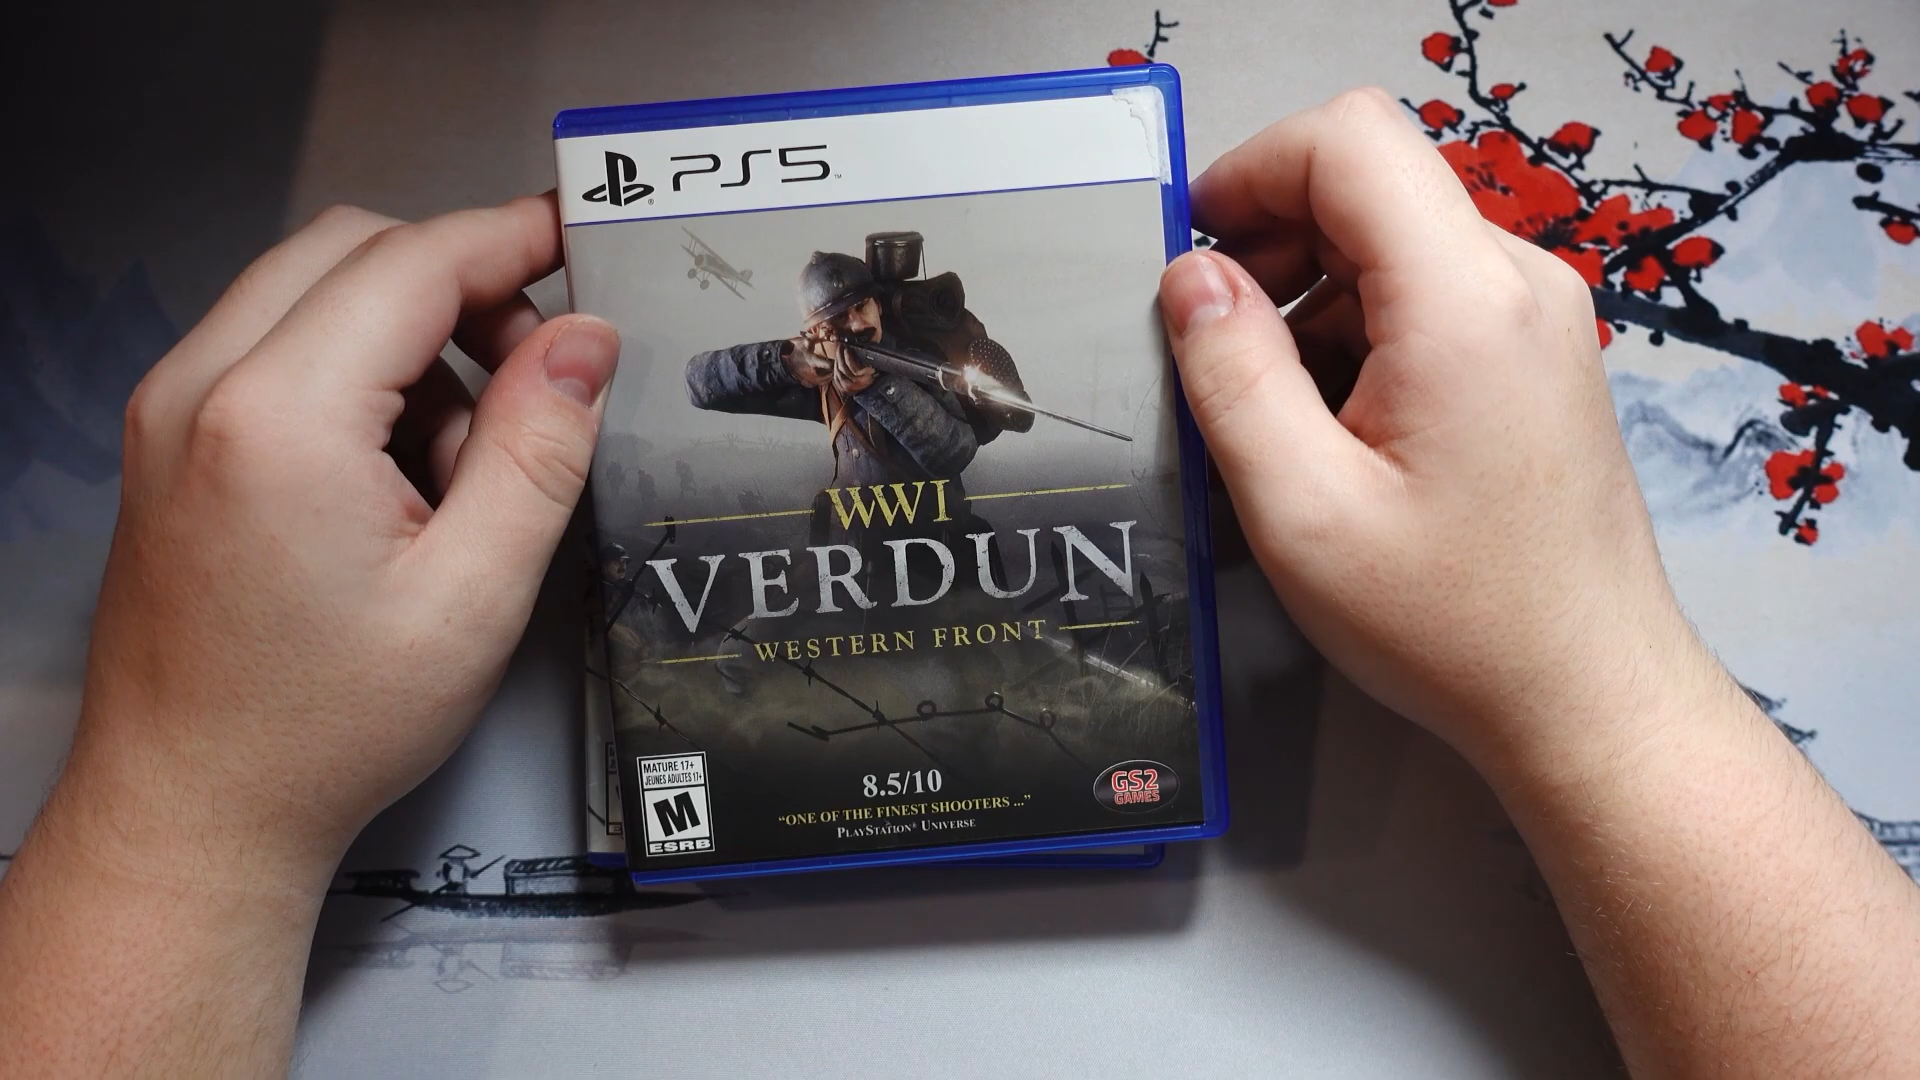 PS5™
WWI
VERDUN
WESTERN FRONT
MATURE 17+
JEUNES ADULTES 17+
M
ESRB
8.5/10
“ONE OF THE FINEST SHOOTERS ...”
PLAYSTATION® UNIVERSE
GS2
GAMES